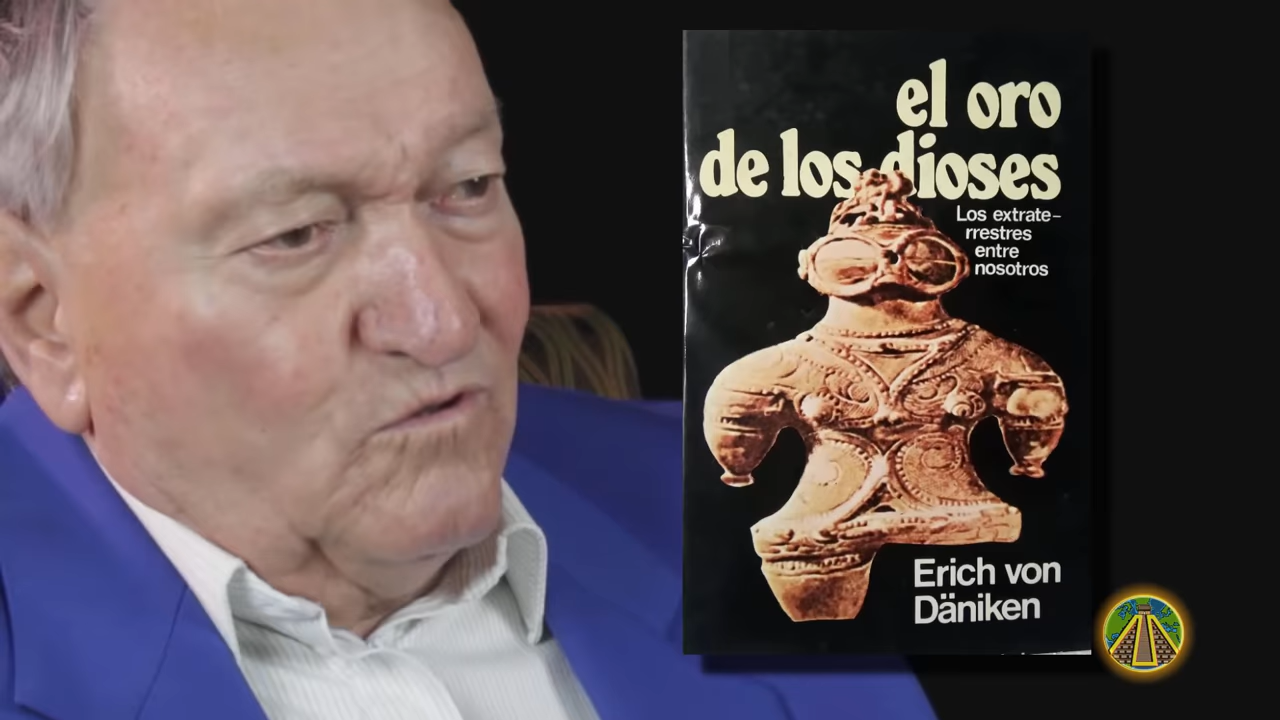 el oro
de los dioses
Los extrate-
rrestres
entre
nosotros
Erich von
Däniken